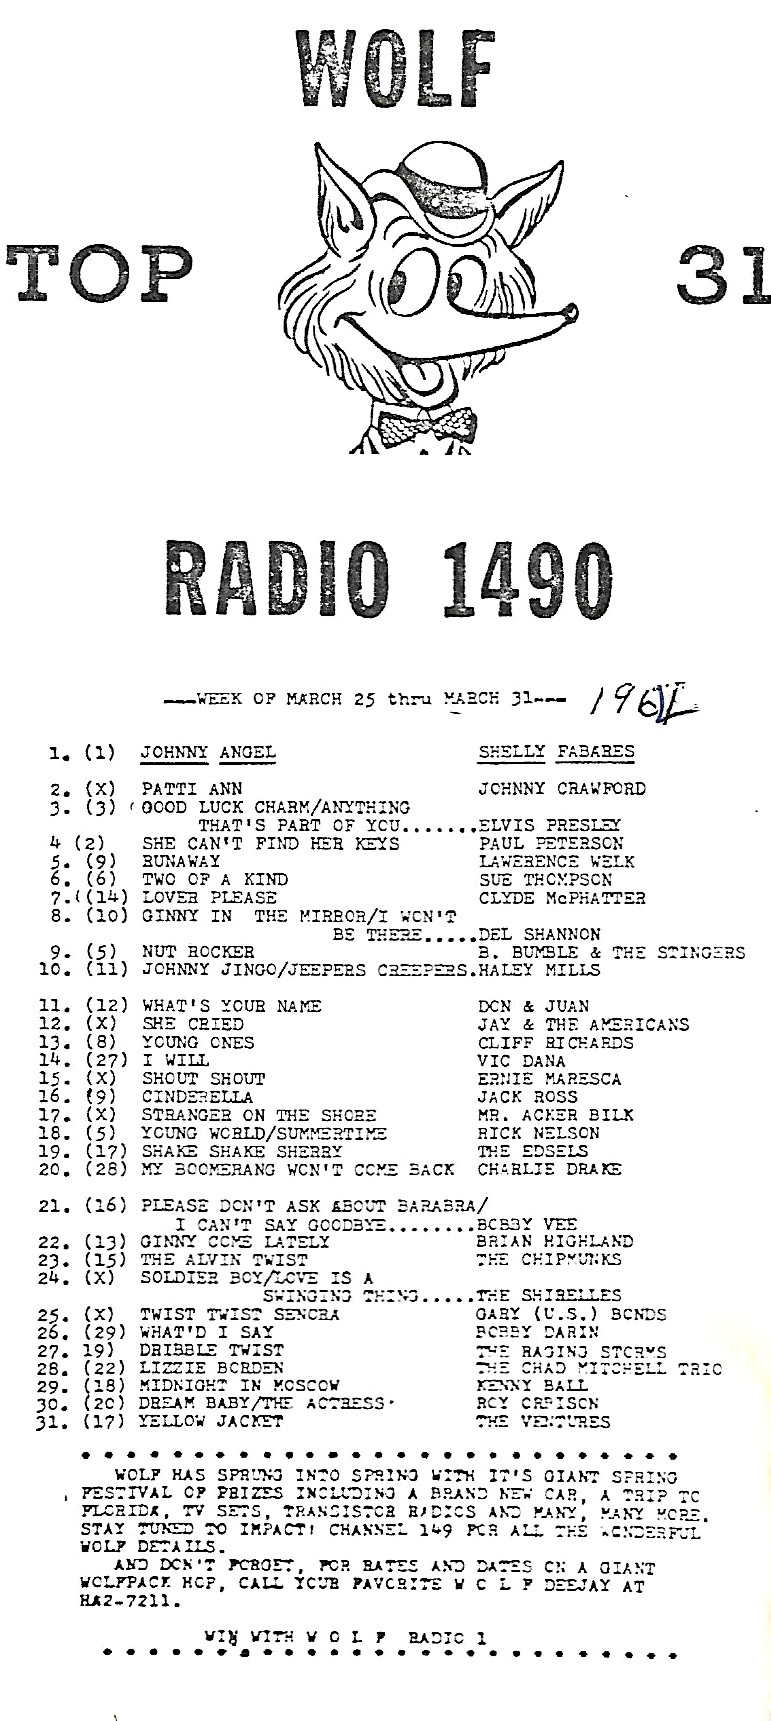 WOLF
TOP 31
RADIO 1490
---WEEK OF MARCH 25 thru MARCH 31--- 1962
1. (1) JOHNNY ANGEL SHELLY FABARES
2. (X) PATTI ANN JOHNNY CRAWFORD
3. (3) GOOD LUCK CHARM/ANYTHING
THAT'S PART OF YOU.......ELVIS PRESLEY
4 (2) SHE CAN'T FIND HER KEYS PAUL PETERSON
5. (9) RUNAWAY LAWERENCE WELK
6. (6) TWO OF A KIND SUE THOMPSON
7. (14) LOVER PLEASE CLYDE McPHATTER
8. (10) GINNY IN THE MIRROR/I WON'T
BE THERE.....DEL SHANNON
9. (5) NUT ROCKER B. BUMBLE & THE STINGERS
10. (11) JOHNNY JINGO/JEEPERS CREEPERS.HALEY MILLS
11. (12) WHAT'S YOUR NAME DON & JUAN
12. (X) SHE CRIED JAY & THE AMERICANS
13. (8) YOUNG ONES CLIFF RICHARDS
14. (27) I WILL VIC DANA
15. (X) SHOUT SHOUT ERNIE MARESCA
16. (9) CINDERELLA JACK ROSS
17. (X) STRANGER ON THE SHORE MR. ACKER BILK
18. (5) YOUNG WORLD/SUMMERTIME RICK NELSON
19. (17) SHAKE SHAKE SHERRY THE EDSELS
20. (28) MY BOOMERANG WON'T COME BACK CHARLIE DRAKE
21. (16) PLEASE DON'T ASK ABOUT BARABRA/
I CAN'T SAY GOODBYE........BOBBY VEE
22. (13) GINNY COME LATELY BRIAN HIGHLAND
23. (15) THE ALVIN TWIST THE CHIPMUNKS
24. (X) SOLDIER BOY/LOVE IS A
SWINGING THING.....THE SHIRELLES
25. (X) TWIST TWIST SENORA GARY (U.S.) BONDS
26. (29) WHAT'D I SAY BOBBY DARIN
27. 19) DRIBBLE TWIST THE RAGING STORMS
28. (22) LIZZIE BORDEN THE CHAD MITCHELL TRIO
29. (18) MIDNIGHT IN MOSCOW KENNY BALL
30. (20) DREAM BABY/THE ACTRESS ROY ORBISON
31. (17) YELLOW JACKET THE VENTURES
WOLF HAS SPRUNG INTO SPRING WITH IT'S GIANT SPRING
FESTIVAL OF PRIZES INCLUDING A BRAND NEW CAR, A TRIP TO
FLORIDA, TV SETS, TRANSISTOR RADIOS AND MANY, MANY MORE.
STAY TUNED TO IMPACT! CHANNEL 149 FOR ALL THE WONDERFUL
WOLF DETAILS.
AND DON'T FORGET, FOR RATES AND DATES ON A GIANT
WOLFPACK HOP, CALL YOUR FAVORITE W O L F DEEJAY AT
HA2-7211.
WIN WITH W O L F RADIO 1